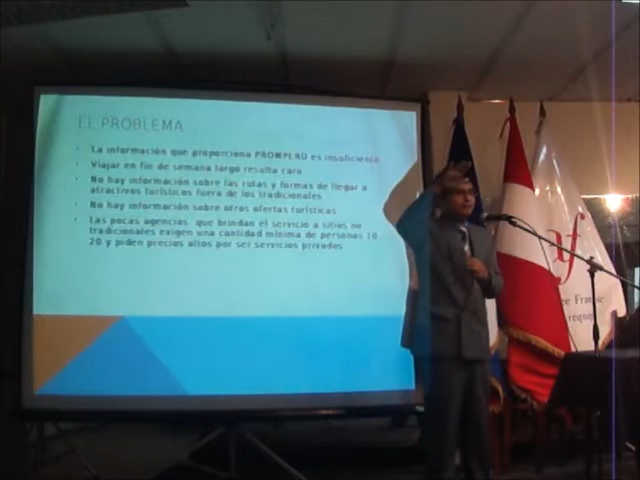 EL PROBLEMA
La información que proporciona PROMPERÚ es insuficiente
Viajar en fin de semana largo resulta caro
No hay información sobre las rutas y formas de llegar a
atractivos turísticos fuera de los tradicionales
No hay información sobre otras ofertas turísticas
Las pocas agencias que brindan el servicio a sitios no
tradicionales exigen una cantidad mínima de personas 10
20 y piden precios altos por ser servicios privados
af